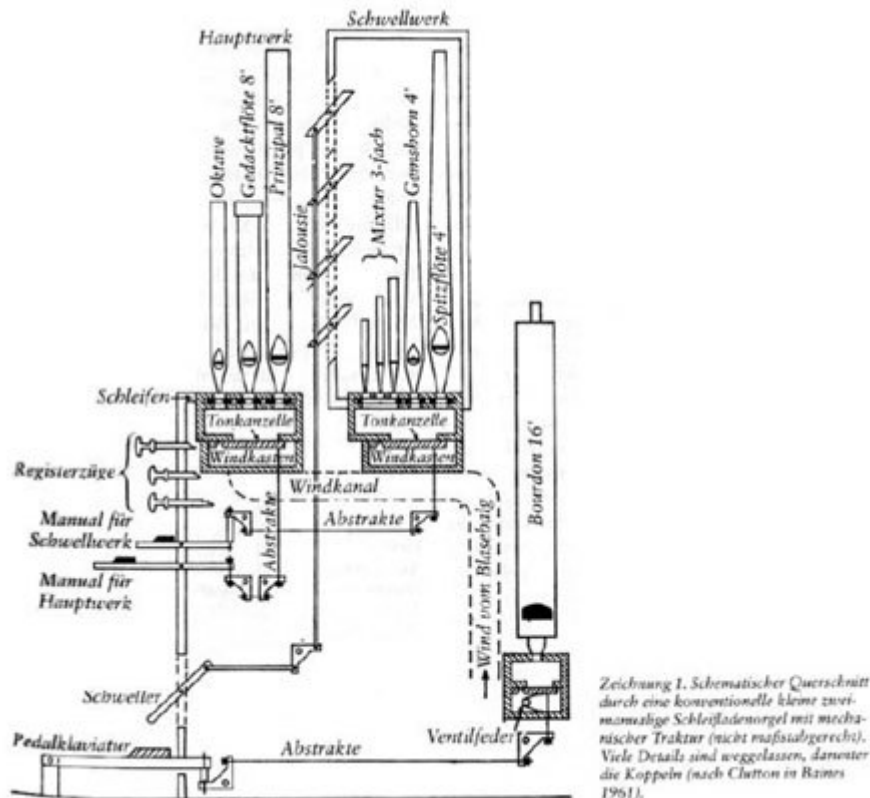 Schwellwerk
Hauptwerk
Oktave
Gedacktflöte 8'
Prinzipal 8'
Jalousie
Mixtur 3-fach
Gemshorn 4'
Spitzflöte 4'
Schleifen
Tonkanzelle
Windkasten
Tonkanzelle
Windkasten
Registerzüge
Windkanal
Bourdon 16'
Manual für
Schwellwerk
Abstrakte
Abstrakte
Manual für
Hauptwerk
Wind vom Blasebalg
Schweller
Ventilfeder
Pedalklaviatur
Abstrakte
Zeichnung 1. Schematischer Querschnitt
durch eine konventionelle kleine zwei-
manualige Schleifladenorgel mit mecha-
nischer Traktur (nicht maßstabgerecht).
Viele Details sind weggelassen, darunter
die Koppeln (nach Clutton in Baines
1961).